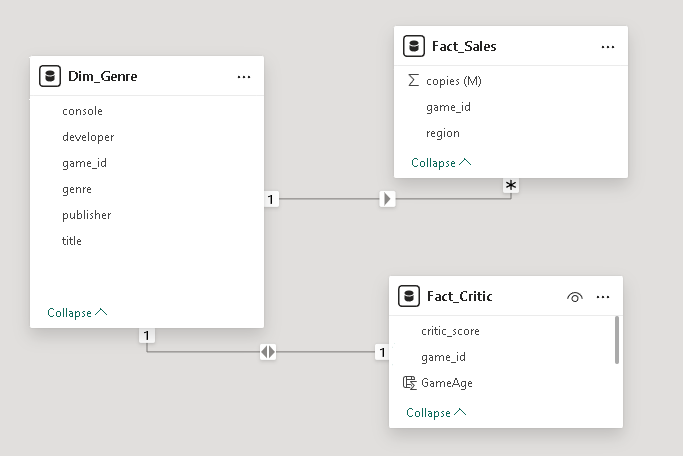 Dim_Genre
console
developer
game_id
genre
publisher
title
Collapse
Fact_Sales
Σ copies (M)
game_id
region
Collapse
1
*
1
1
Fact_Critic
critic_score
game_id
GameAge
Collapse